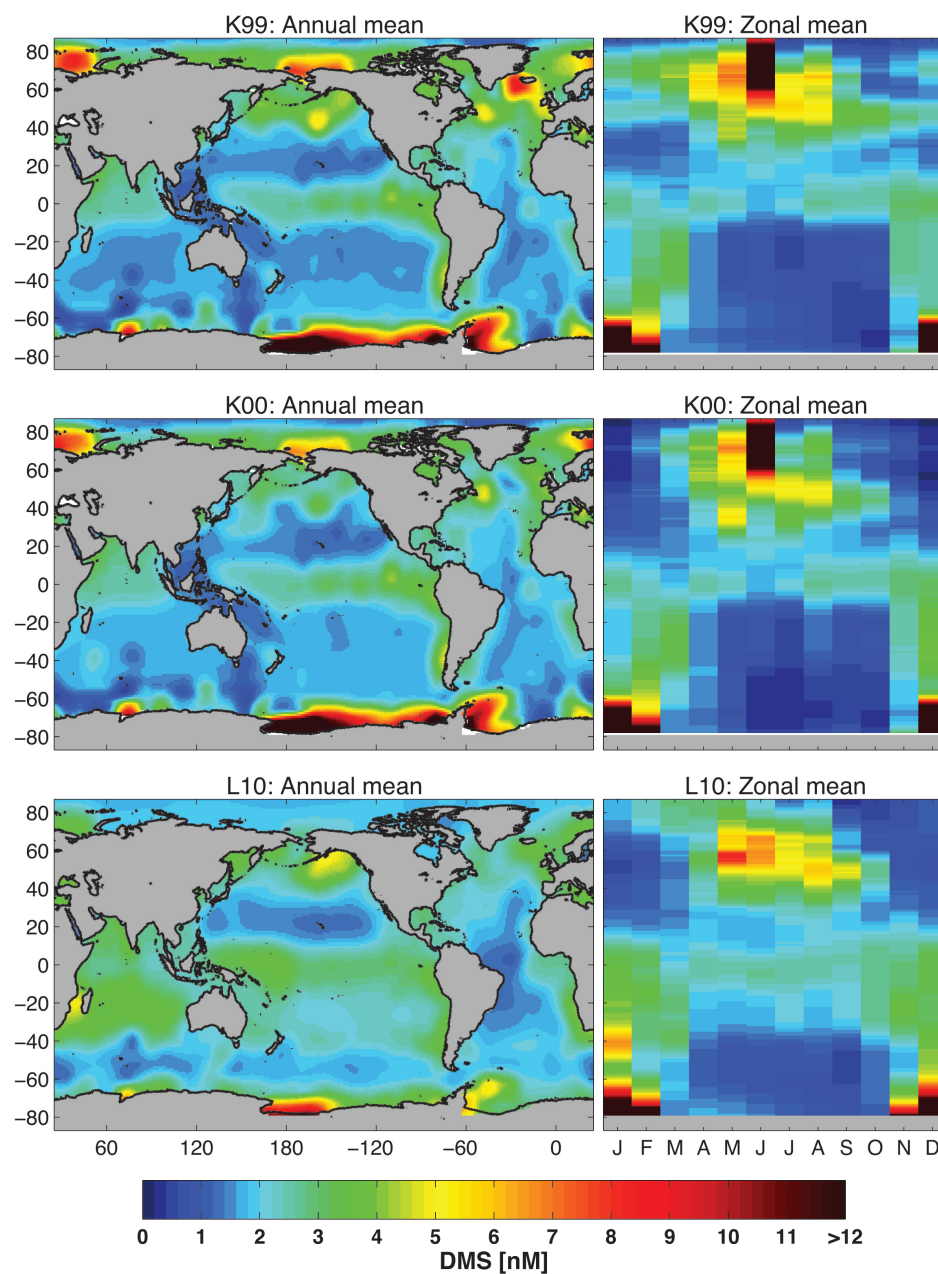 K99: Annual mean
K99: Zonal mean
80
60
40
20
0
−20
−40
−60
−80
K00: Annual mean
K00: Zonal mean
80
60
40
20
0
−20
−40
−60
−80
L10: Annual mean
L10: Zonal mean
80
60
40
20
0
−20
−40
−60
−80
60 120 180 −120 −60 0
J F M A M J J A S O N D
0 1 2 3 4 5 6 7 8 9 10 11 >12
DMS [nM]